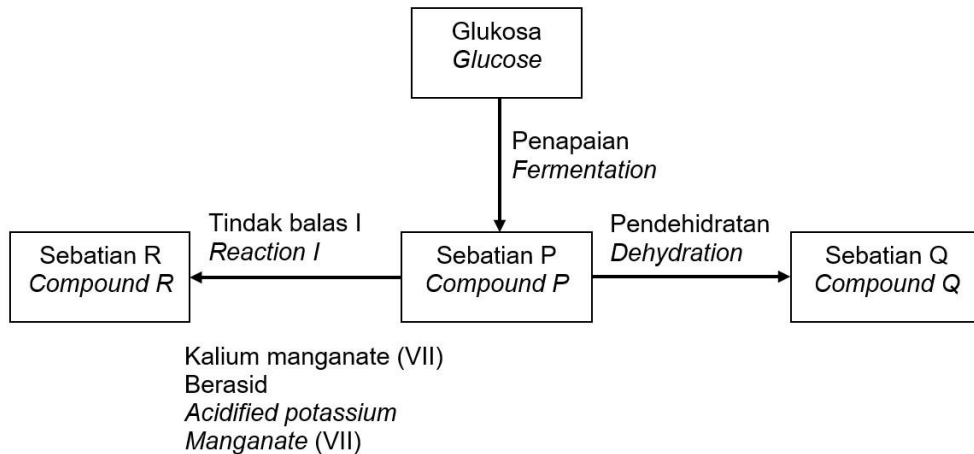 Glukosa
Glucose
Penapaian
Fermentation
Tindak balas I
Reaction I
Pendehidratan
Dehydration
Sebatian R
Compound R
Sebatian P
Compound P
Sebatian Q
Compound Q
Kalium manganate (VII)
Berasid
Acidified potassium
Manganate (VII)